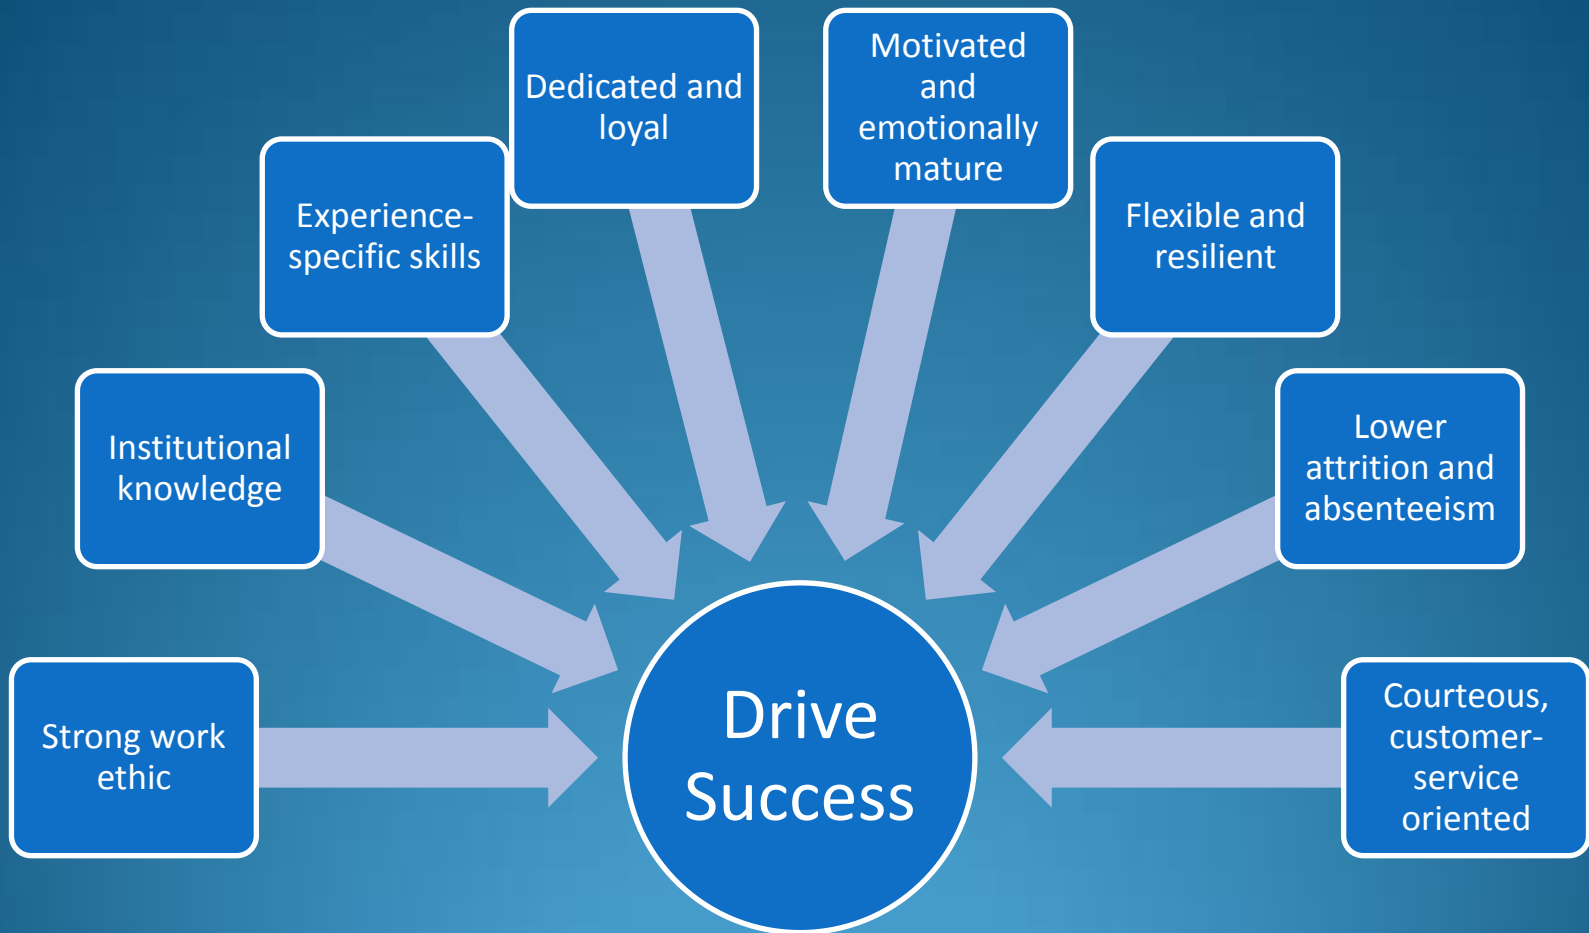 Dedicated and
loyal
Motivated
and
emotionally
mature
Experience-
specific skills
Flexible and
resilient
Institutional
knowledge
Lower
attrition and
absenteeism
Strong work
ethic
Drive
Success
Courteous,
customer-
service
oriented